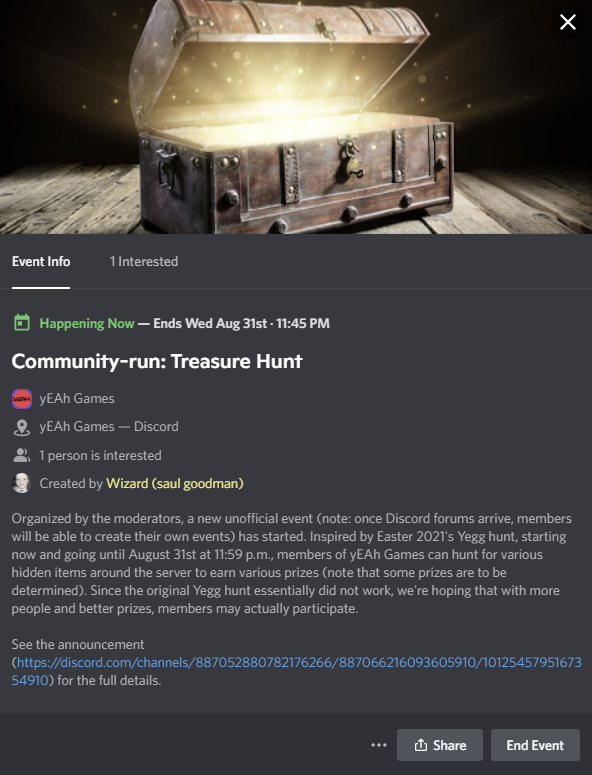 Event Info
1 Interested
Happening Now — Ends Wed Aug 31st · 11:45 PM
Community-run: Treasure Hunt
yEAh Games
yEAh Games — Discord
1 person is interested
Created by Wizard (saul goodman)
Organized by the moderators, a new unofficial event (note: once Discord forums arrive, members
will be able to create their own events) has started. Inspired by Easter 2021's Yegg hunt, starting
now and going until August 31st at 11:59 p.m., members of yEAh Games can hunt for various
hidden items around the server to earn various prizes (note that some prizes are to be
determined). Since the original Yegg hunt essentially did not work, we're hoping that with more
people and better prizes, members may actually participate.
See the announcement
(https://discord.com/channels/887052880782176266/887066216093605910/10125457951673
54910) for the full details.
Share
End Event